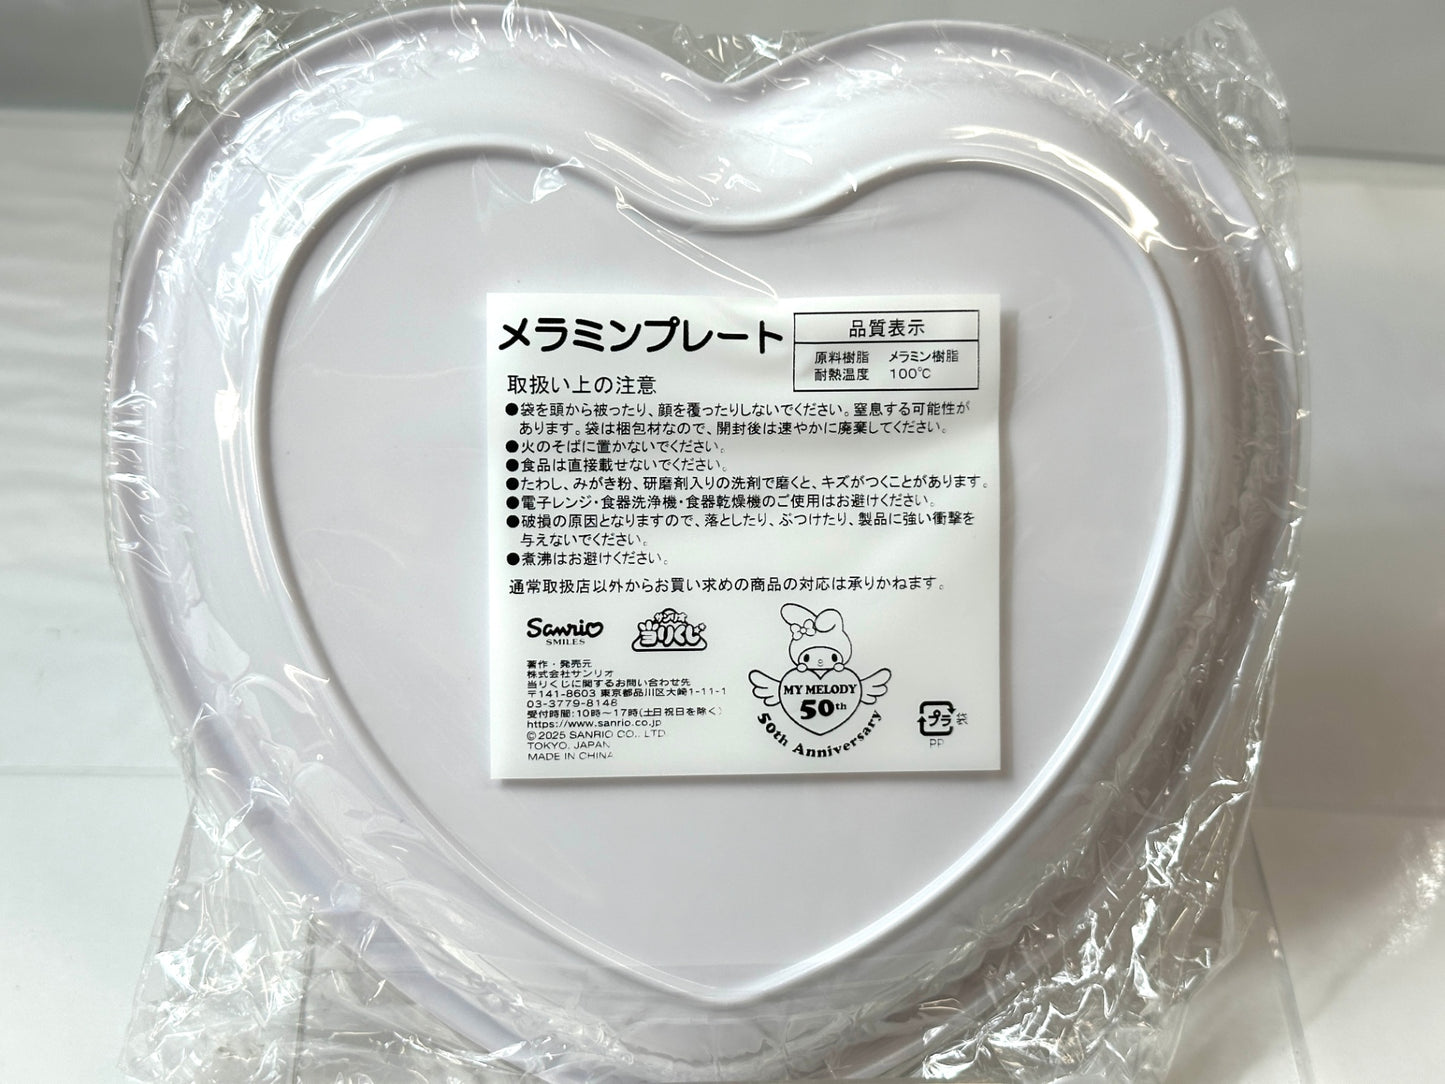 メラミンプレート
品質表示
原料樹脂 メラミン樹脂
耐熱温度 100℃
取扱い上の注意
●袋を頭から被ったり、顔を覆ったりしないでください。窒息する可能性が
あります。袋は梱包材なので、開封後は速やかに廃棄してください。
●火のそばに置かないでください。
●食品は直接載せないでください。
●たわし、みがき粉、研磨剤入りの洗剤で磨くと、キズがつくことがあります。
●電子レンジ・食器洗浄機・食器乾燥機のご使用はお避けください。
●破損の原因となりますので、落としたり、ぶつけたり、製品に強い衝撃を
与えないでください。
●煮沸はお避けください。
通常取扱店以外からお買い求めの商品の対応は承りかねます。
Sanrio
SMILES
サンリオ
当りくじ
著作・発売元
株式会社サンリオ
当りくじに関するお問い合わせ先
〒141-8603 東京都品川区大崎1-11-1
03-3779-8148
受付時間:10時～17時(土日祝日を除く)
https://www.sanrio.co.jp
©2025 SANRIO CO., LTD.
TOKYO, JAPAN
MADE IN CHINA
MY MELODY
50th
50th Anniversary
プラ 袋
PP